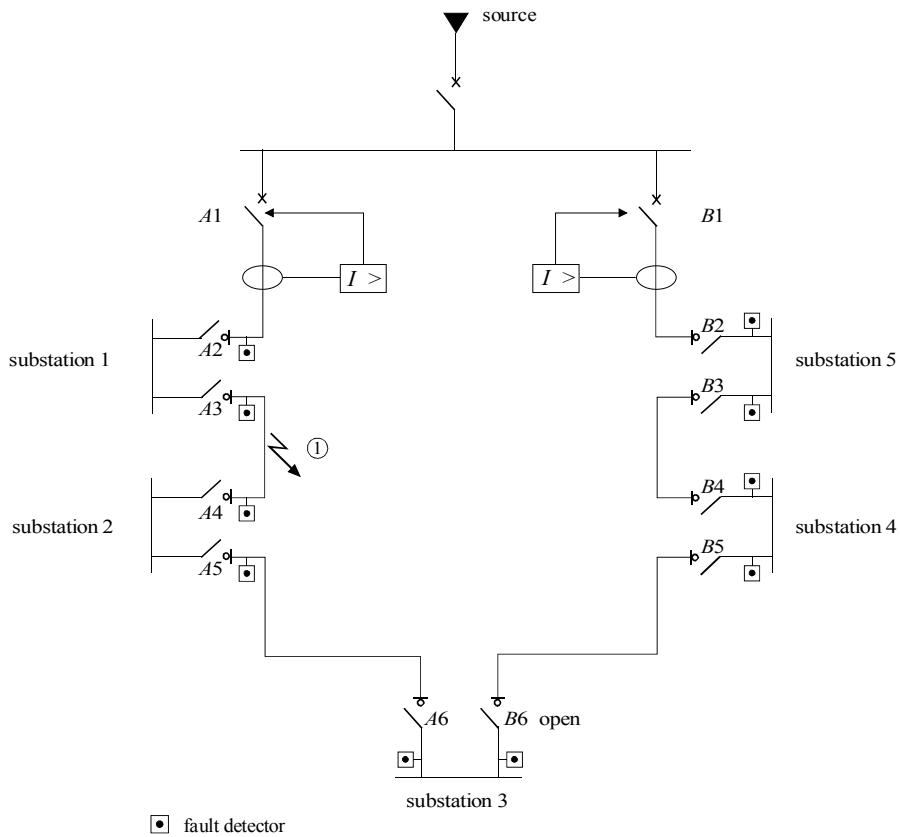 source
A1
B1
I >
I >
A2
B2
substation 1
substation 5
A3
B3
①
A4
B4
substation 2
substation 4
A5
B5
A6
B6 open
substation 3
fault detector